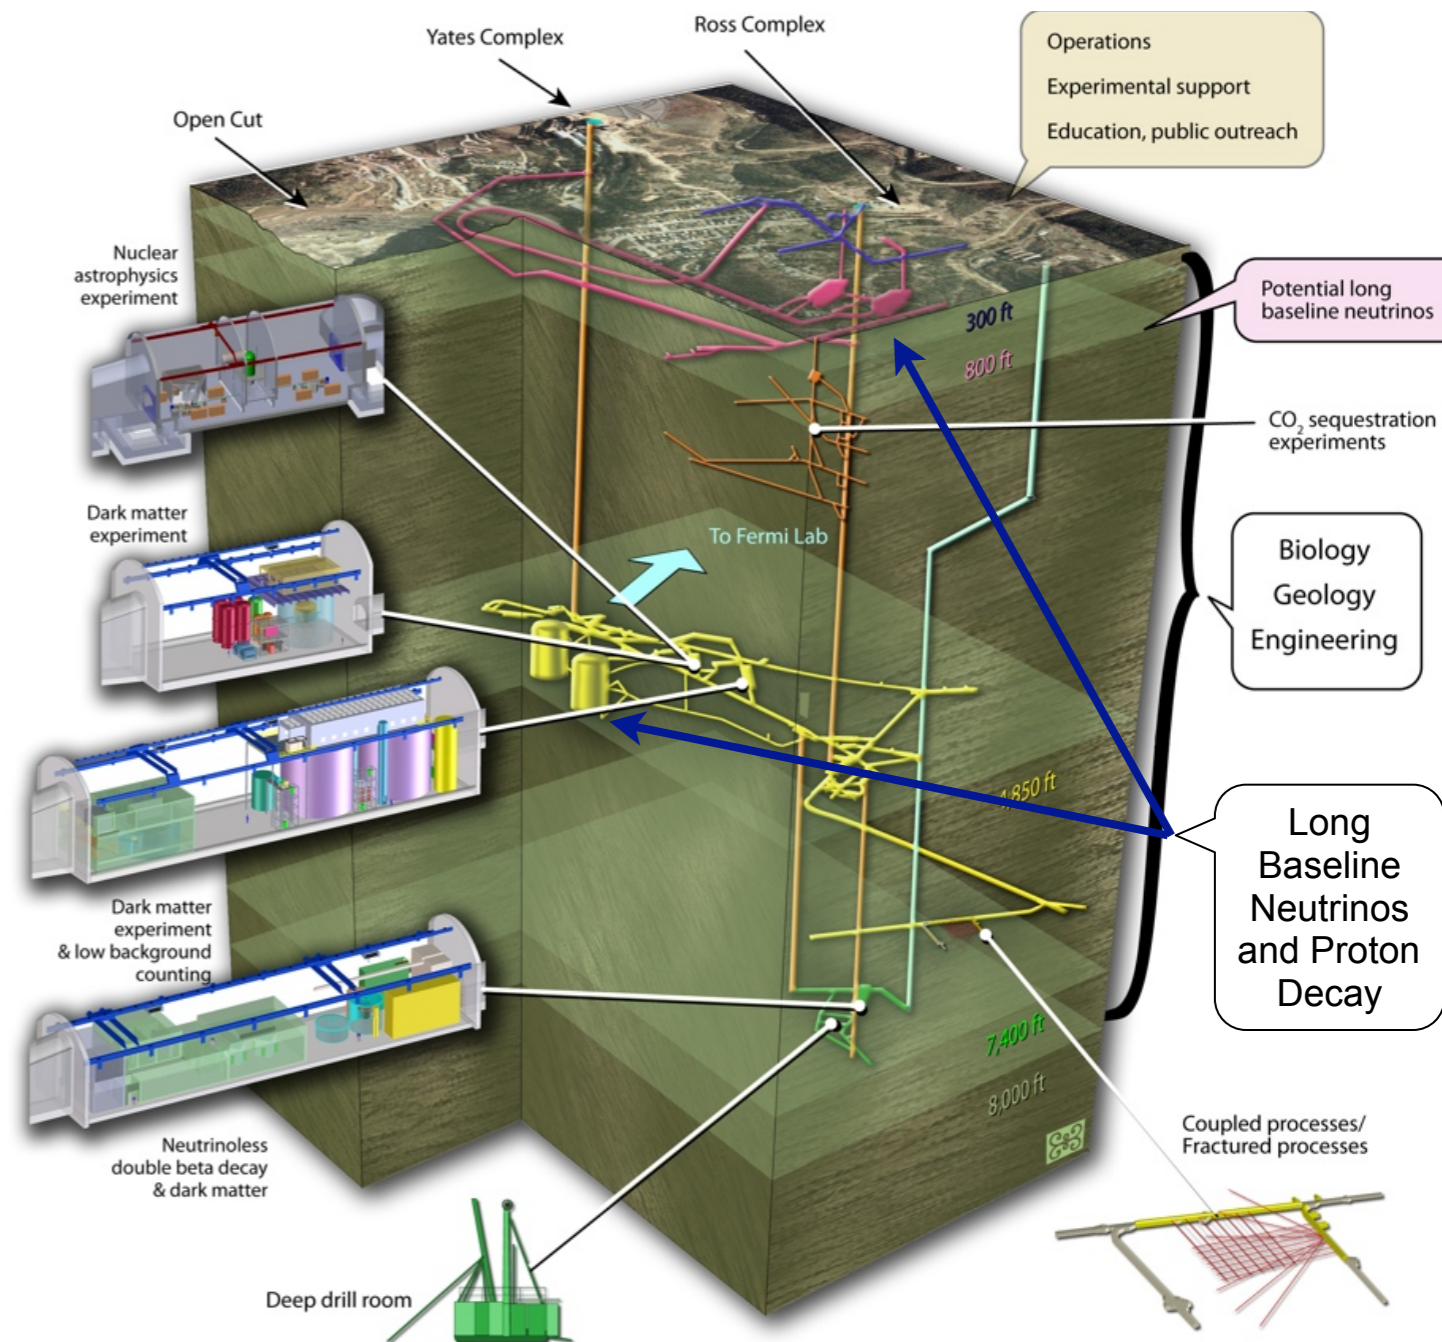 Yates Complex
Ross Complex
Operations
Experimental support
Education, public outreach
Open Cut
Nuclear
astrophysics
experiment
Potential long
baseline neutrinos
300 ft
800 ft
CO₂ sequestration
experiments
Dark matter
experiment
To Fermi Lab
Biology
Geology
Engineering
,850 ft
Long
Baseline
Neutrinos
and Proton
Decay
Dark matter
experiment
& low background
counting
7,400 ft
8,000 ft
Neutrinoless
double beta decay
& dark matter
Coupled processes/
Fractured processes
Deep drill room